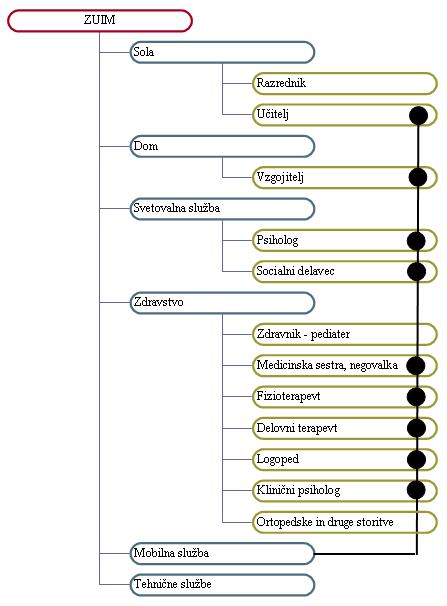 ZUIM
Sola
Razrednik
Učitelj
Dom
Vzgojitelj
Svetovalna služba
Psiholog
Socialni delavec
Zdravstvo
Zdravnik - pediater
Medicinska sestra, negovalka
Fizioterapevt
Delovni terapevt
Logoped
Klinični psiholog
Ortopedske in druge storitve
Mobilna služba
Tehnične službe